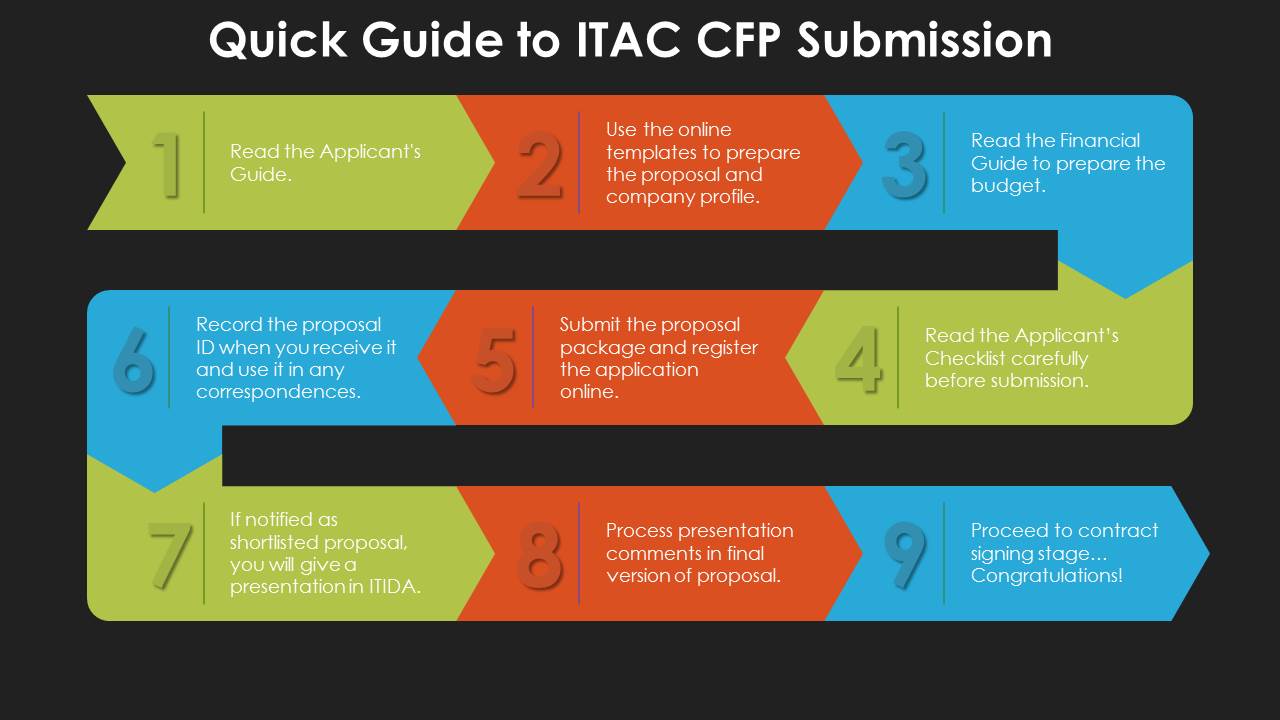 Quick Guide to ITAC CFP Submission
1
Read the Applicant's
Guide.
2
Use the online
templates to prepare
the proposal and
company profile.
3
Read the Financial
Guide to prepare the
budget.
4
Read the Applicant’s
Checklist carefully
before submission.
5
Submit the proposal
package and register
the application
online.
6
Record the proposal
ID when you receive it
and use it in any
correspondences.
7
If notified as
shortlisted proposal,
you will give a
presentation in ITIDA.
8
Process presentation
comments in final
version of proposal.
9
Proceed to contract
signing stage…
Congratulations!